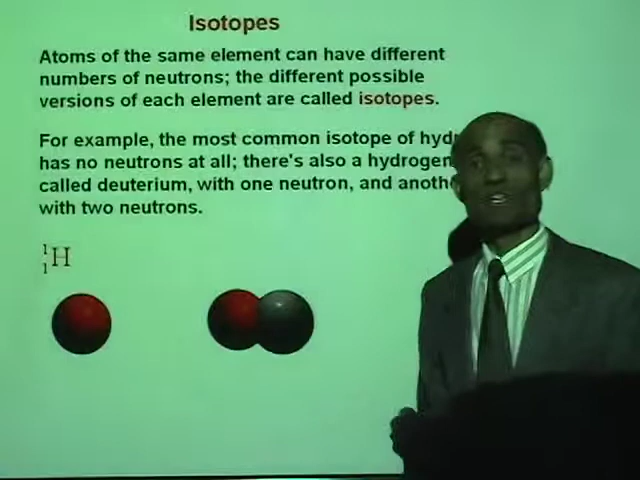 Isotopes
Atoms of the same element can have different
numbers of neutrons; the different possible
versions of each element are called isotopes.
For example, the most common isotope of hyd
has no neutrons at all; there's also a hydrogen
called deuterium, with one neutron, and anoth
with two neutrons.
1
1 H